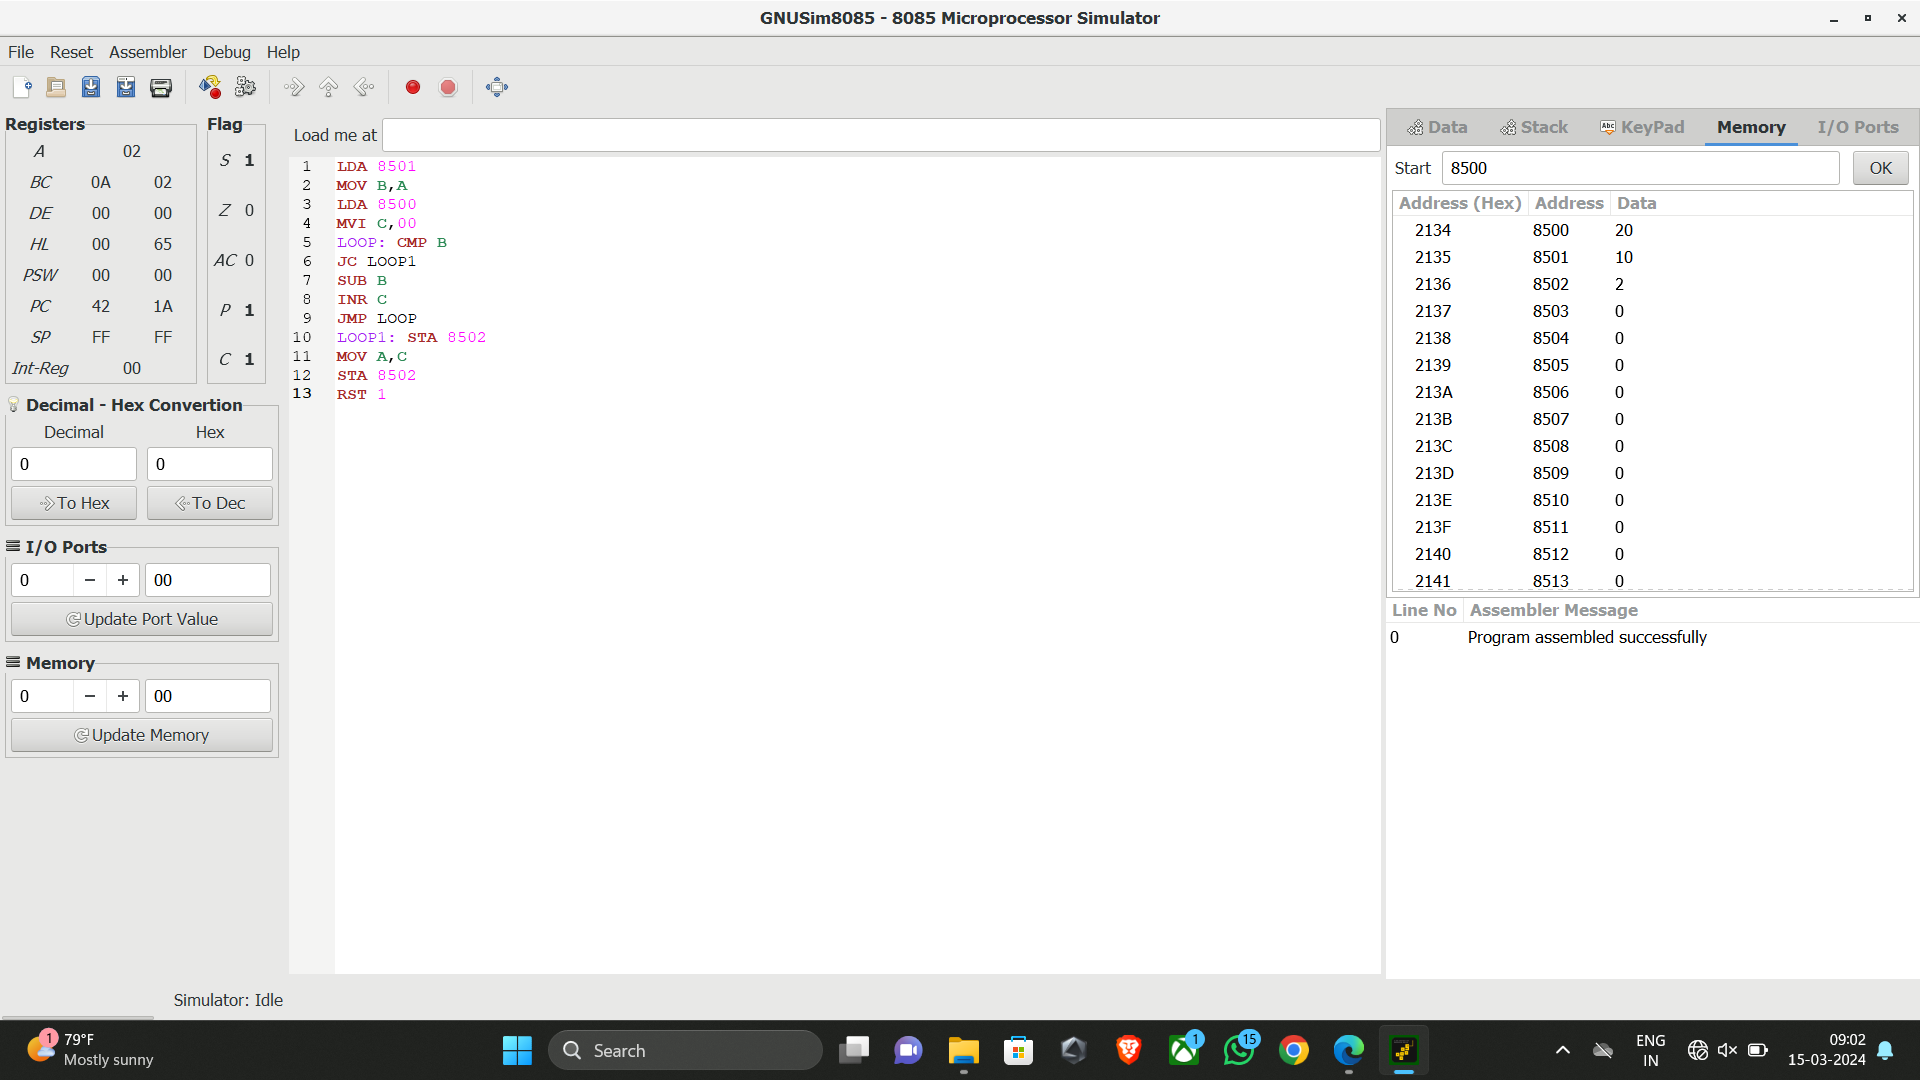 GNUSim8085 - 8085 Microprocessor Simulator
File Reset Assembler Debug Help
Registers
A 02
BC 0A 02
DE 00 00
HL 00 65
PSW 00 00
PC 42 1A
SP FF FF
Int-Reg 00
Flag
S 1
Z 0
AC 0
P 1
C 1
Decimal - Hex Convertion
Decimal Hex
0 0
To Hex To Dec
I/O Ports
0 − + 00
Update Port Value
Memory
0 − + 00
Update Memory
Load me at
1 LDA 8501
2 MOV B,A
3 LDA 8500
4 MVI C,00
5 LOOP: CMP B
6 JC LOOP1
7 SUB B
8 INR C
9 JMP LOOP
10 LOOP1: STA 8502
11 MOV A,C
12 STA 8502
13 RST 1
Data Stack Abc KeyPad Memory I/O Ports
Start 8500 OK
Address (Hex) Address Data
2134 8500 20
2135 8501 10
2136 8502 2
2137 8503 0
2138 8504 0
2139 8505 0
213A 8506 0
213B 8507 0
213C 8508 0
213D 8509 0
213E 8510 0
213F 8511 0
2140 8512 0
2141 8513 0
Line No Assembler Message
0 Program assembled successfully
Simulator: Idle
1 79°F
Mostly sunny
Search
1
15
ENG
IN
09:02
15-03-2024